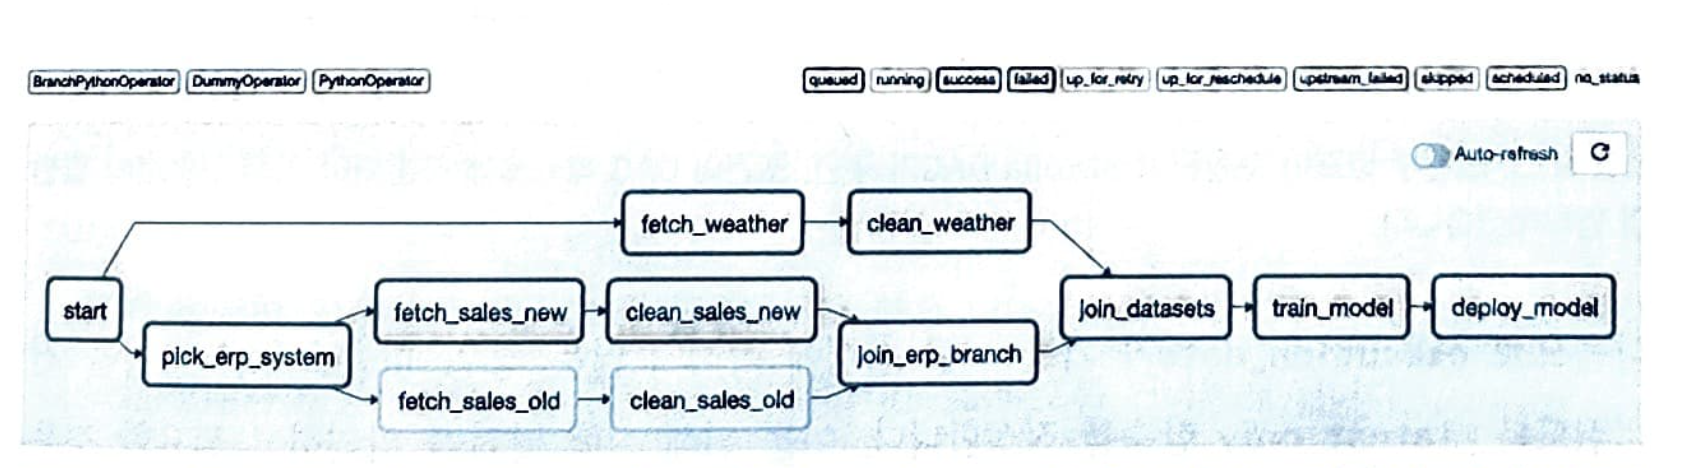 BranchPythonOperator DummyOperator PythonOperator queued running success failed up_for_retry up_for_reschedule upstream_failed skipped scheduled no_status
Auto-refresh
fetch_weather clean_weather
start fetch_sales_new clean_sales_new join_datasets train_model deploy_model
pick_erp_system join_erp_branch
fetch_sales_old clean_sales_old